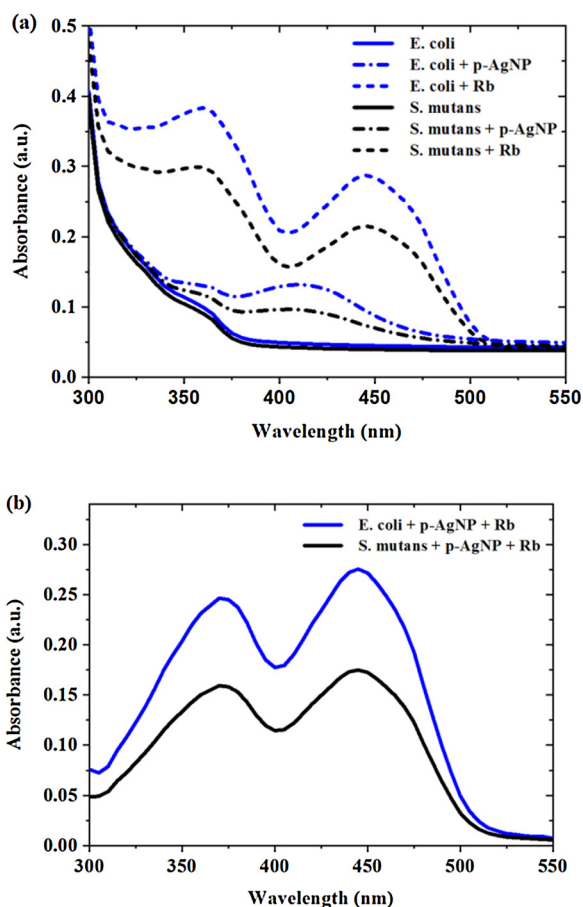 (a)
0.5
0.4
0.3
0.2
0.1
0.0
Absorbance (a.u.)
E. coli
E. coli + p-AgNP
E. coli + Rb
S. mutans
S. mutans + p-AgNP
S. mutans + Rb
300 350 400 450 500 550
Wavelength (nm)
(b)
0.30
0.25
0.20
0.15
0.10
0.05
0.00
Absorbance (a.u.)
E. coli + p-AgNP + Rb
S. mutans + p-AgNP + Rb
300 350 400 450 500 550
Wavelength (nm)